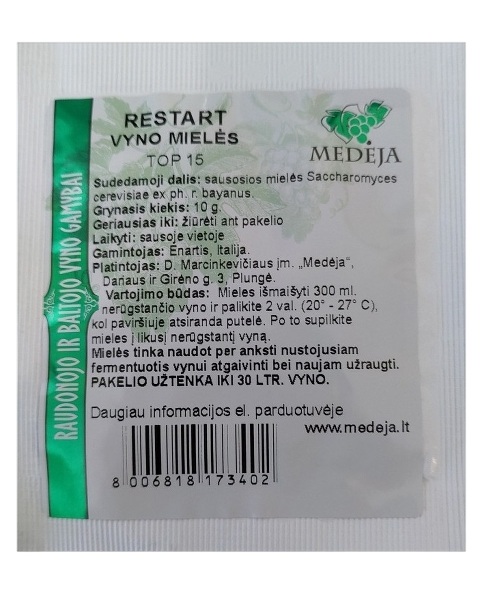 RESTART
VYNO MIELĖS
TOP 15
MEDĖJA
RAUDONOJO IR BALTOJO VYNO GAMYBAI
Sudedamoji dalis: sausosios mielės Saccharomyces
cerevisiae ex ph. r. bayanus.
Grynasis kiekis: 10 g.
Geriausias iki: žiūrėti ant pakelio
Laikyti: sausoje vietoje
Gamintojas: Enartis, Italija.
Platintojas: D. Marcinkevičiaus įm. „Medėja“,
Dariaus ir Girėno g. 3, Plungė.
Vartojimo būdas: Mieles išmaišyti 300 ml.
nerūgstančio vyno ir palikite 2 val. (20° - 27° C),
kol paviršiuje atsiranda putelė. Po to supilkite
mieles į likusį nerūgstantį vyną.
Mielės tinka naudot per anksti nustojusiam
fermentuotis vynui atgaivinti bei naujam užraugti.
PAKELIO UŽTENKA IKI 30 LTR. VYNO.
Daugiau informacijos el. parduotuvėje
www.medeja.lt
8 006818 173402